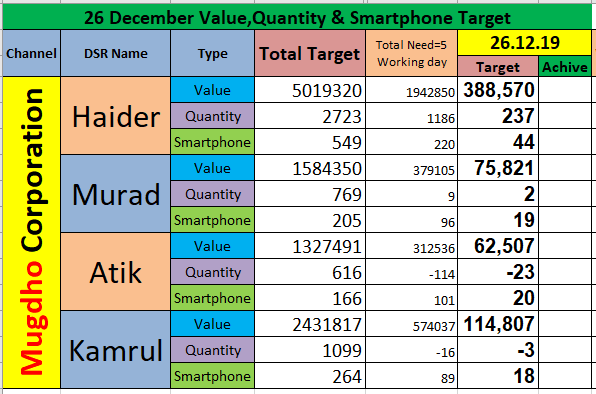 26 December Value,Quantity & Smartphone Target
Channel DSR Name Type Total Target Total Need=5 Working day 26.12.19
Target Achive
Mugdho Corporation
Haider
Value 5019320 1942850 388,570
Quantity 2723 1186 237
Smartphone 549 220 44
Murad
Value 1584350 379105 75,821
Quantity 769 9 2
Smartphone 205 96 19
Atik
Value 1327491 312536 62,507
Quantity 616 -114 -23
Smartphone 166 101 20
Kamrul
Value 2431817 574037 114,807
Quantity 1099 -16 -3
Smartphone 264 89 18